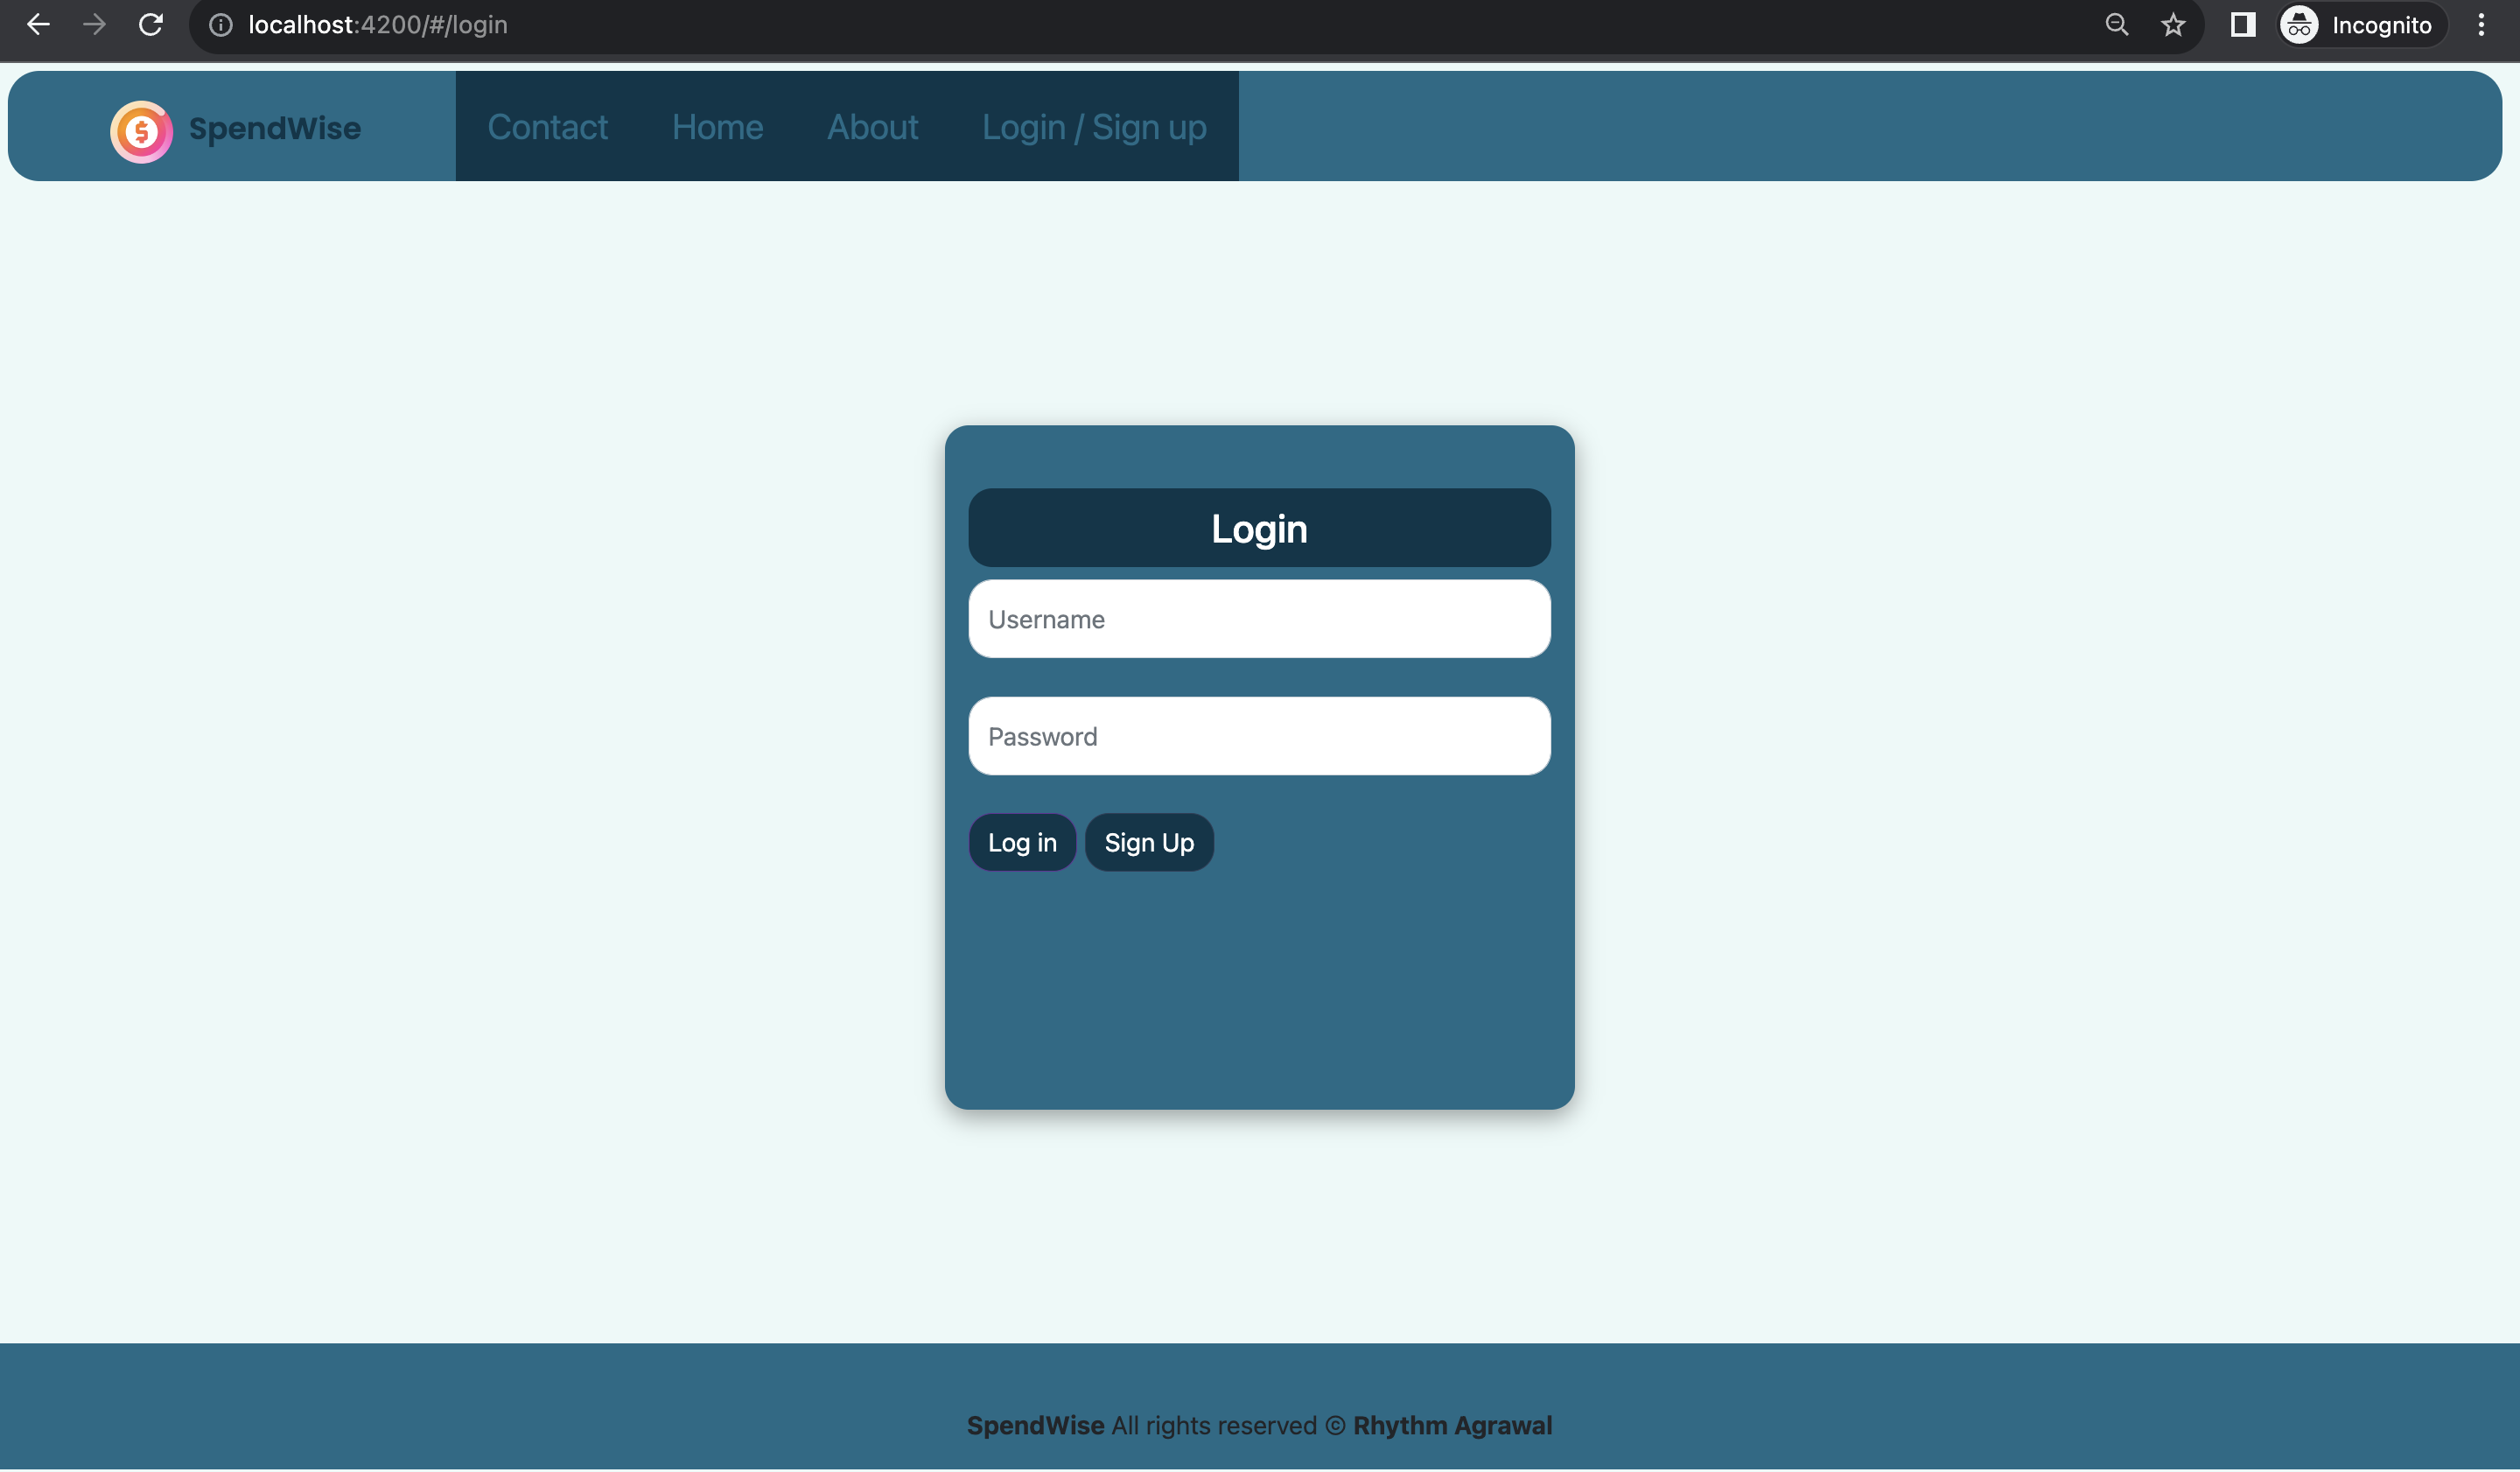 localhost:4200/#/login
Incognito
SpendWise Contact Home About Login / Sign up
Login
Username
Password
Log in Sign Up
SpendWise All rights reserved © Rhythm Agrawal